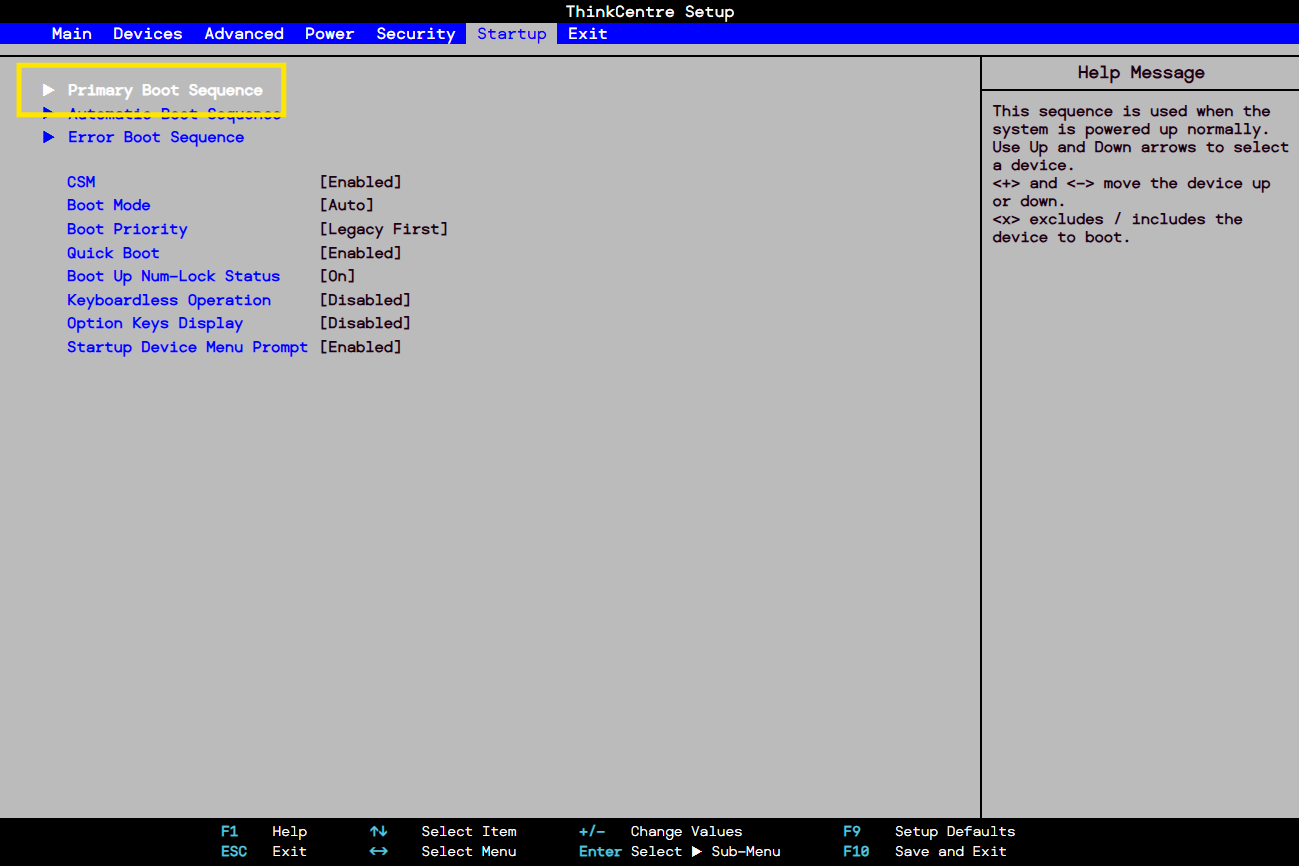 ThinkCentre Setup
Main Devices Advanced Power Security Startup Exit
▶ Primary Boot Sequence
▶ Automatic Boot Sequence
▶ Error Boot Sequence
CSM [Enabled]
Boot Mode [Auto]
Boot Priority [Legacy First]
Quick Boot [Enabled]
Boot Up Num-Lock Status [On]
Keyboardless Operation [Disabled]
Option Keys Display [Disabled]
Startup Device Menu Prompt [Enabled]
Help Message
This sequence is used when the
system is powered up normally.
Use Up and Down arrows to select
a device.
<+> and <-> move the device up
or down.
<x> excludes / includes the
device to boot.
F1 Help ↑↓ Select Item +/- Change Values F9 Setup Defaults
ESC Exit ↔ Select Menu Enter Select ▶ Sub-Menu F10 Save and Exit